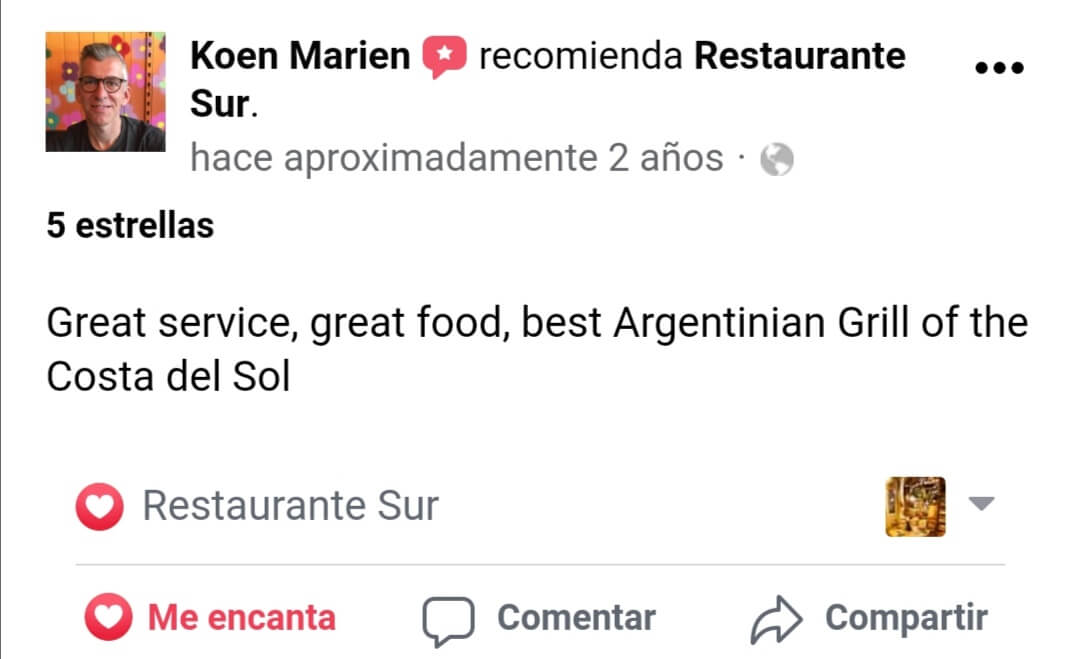 Koen Marien recomienda Restaurante
Sur.
hace aproximadamente 2 años ·
5 estrellas
Great service, great food, best Argentinian Grill of the
Costa del Sol
Restaurante Sur
Me encanta Comentar Compartir